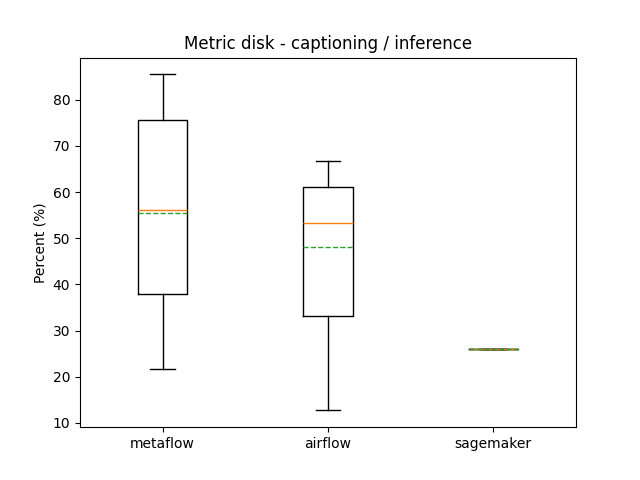 Metric disk - captioning / inference
Percent (%)
80
70
60
50
40
30
20
10
metaflow airflow sagemaker